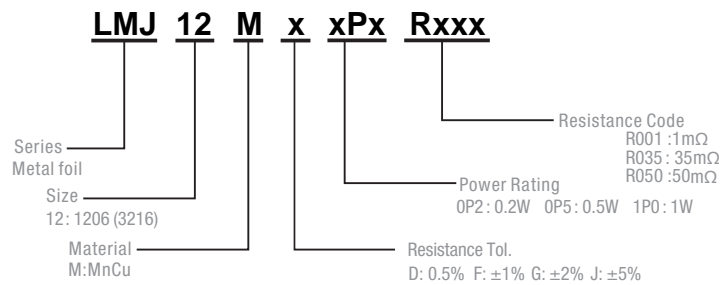 LMJ 12 M x xPx Rxxx
Resistance Code
R001 :1mΩ
R035 : 35mΩ
R050 :50mΩ
Series
Metal foil
Power Rating
0P2 : 0.2W 0P5 : 0.5W 1P0 : 1W
Size
12 : 1206 (3216)
Material
M:MnCu
Resistance Tol.
D: 0.5% F: ±1% G: ±2% J: ±5%